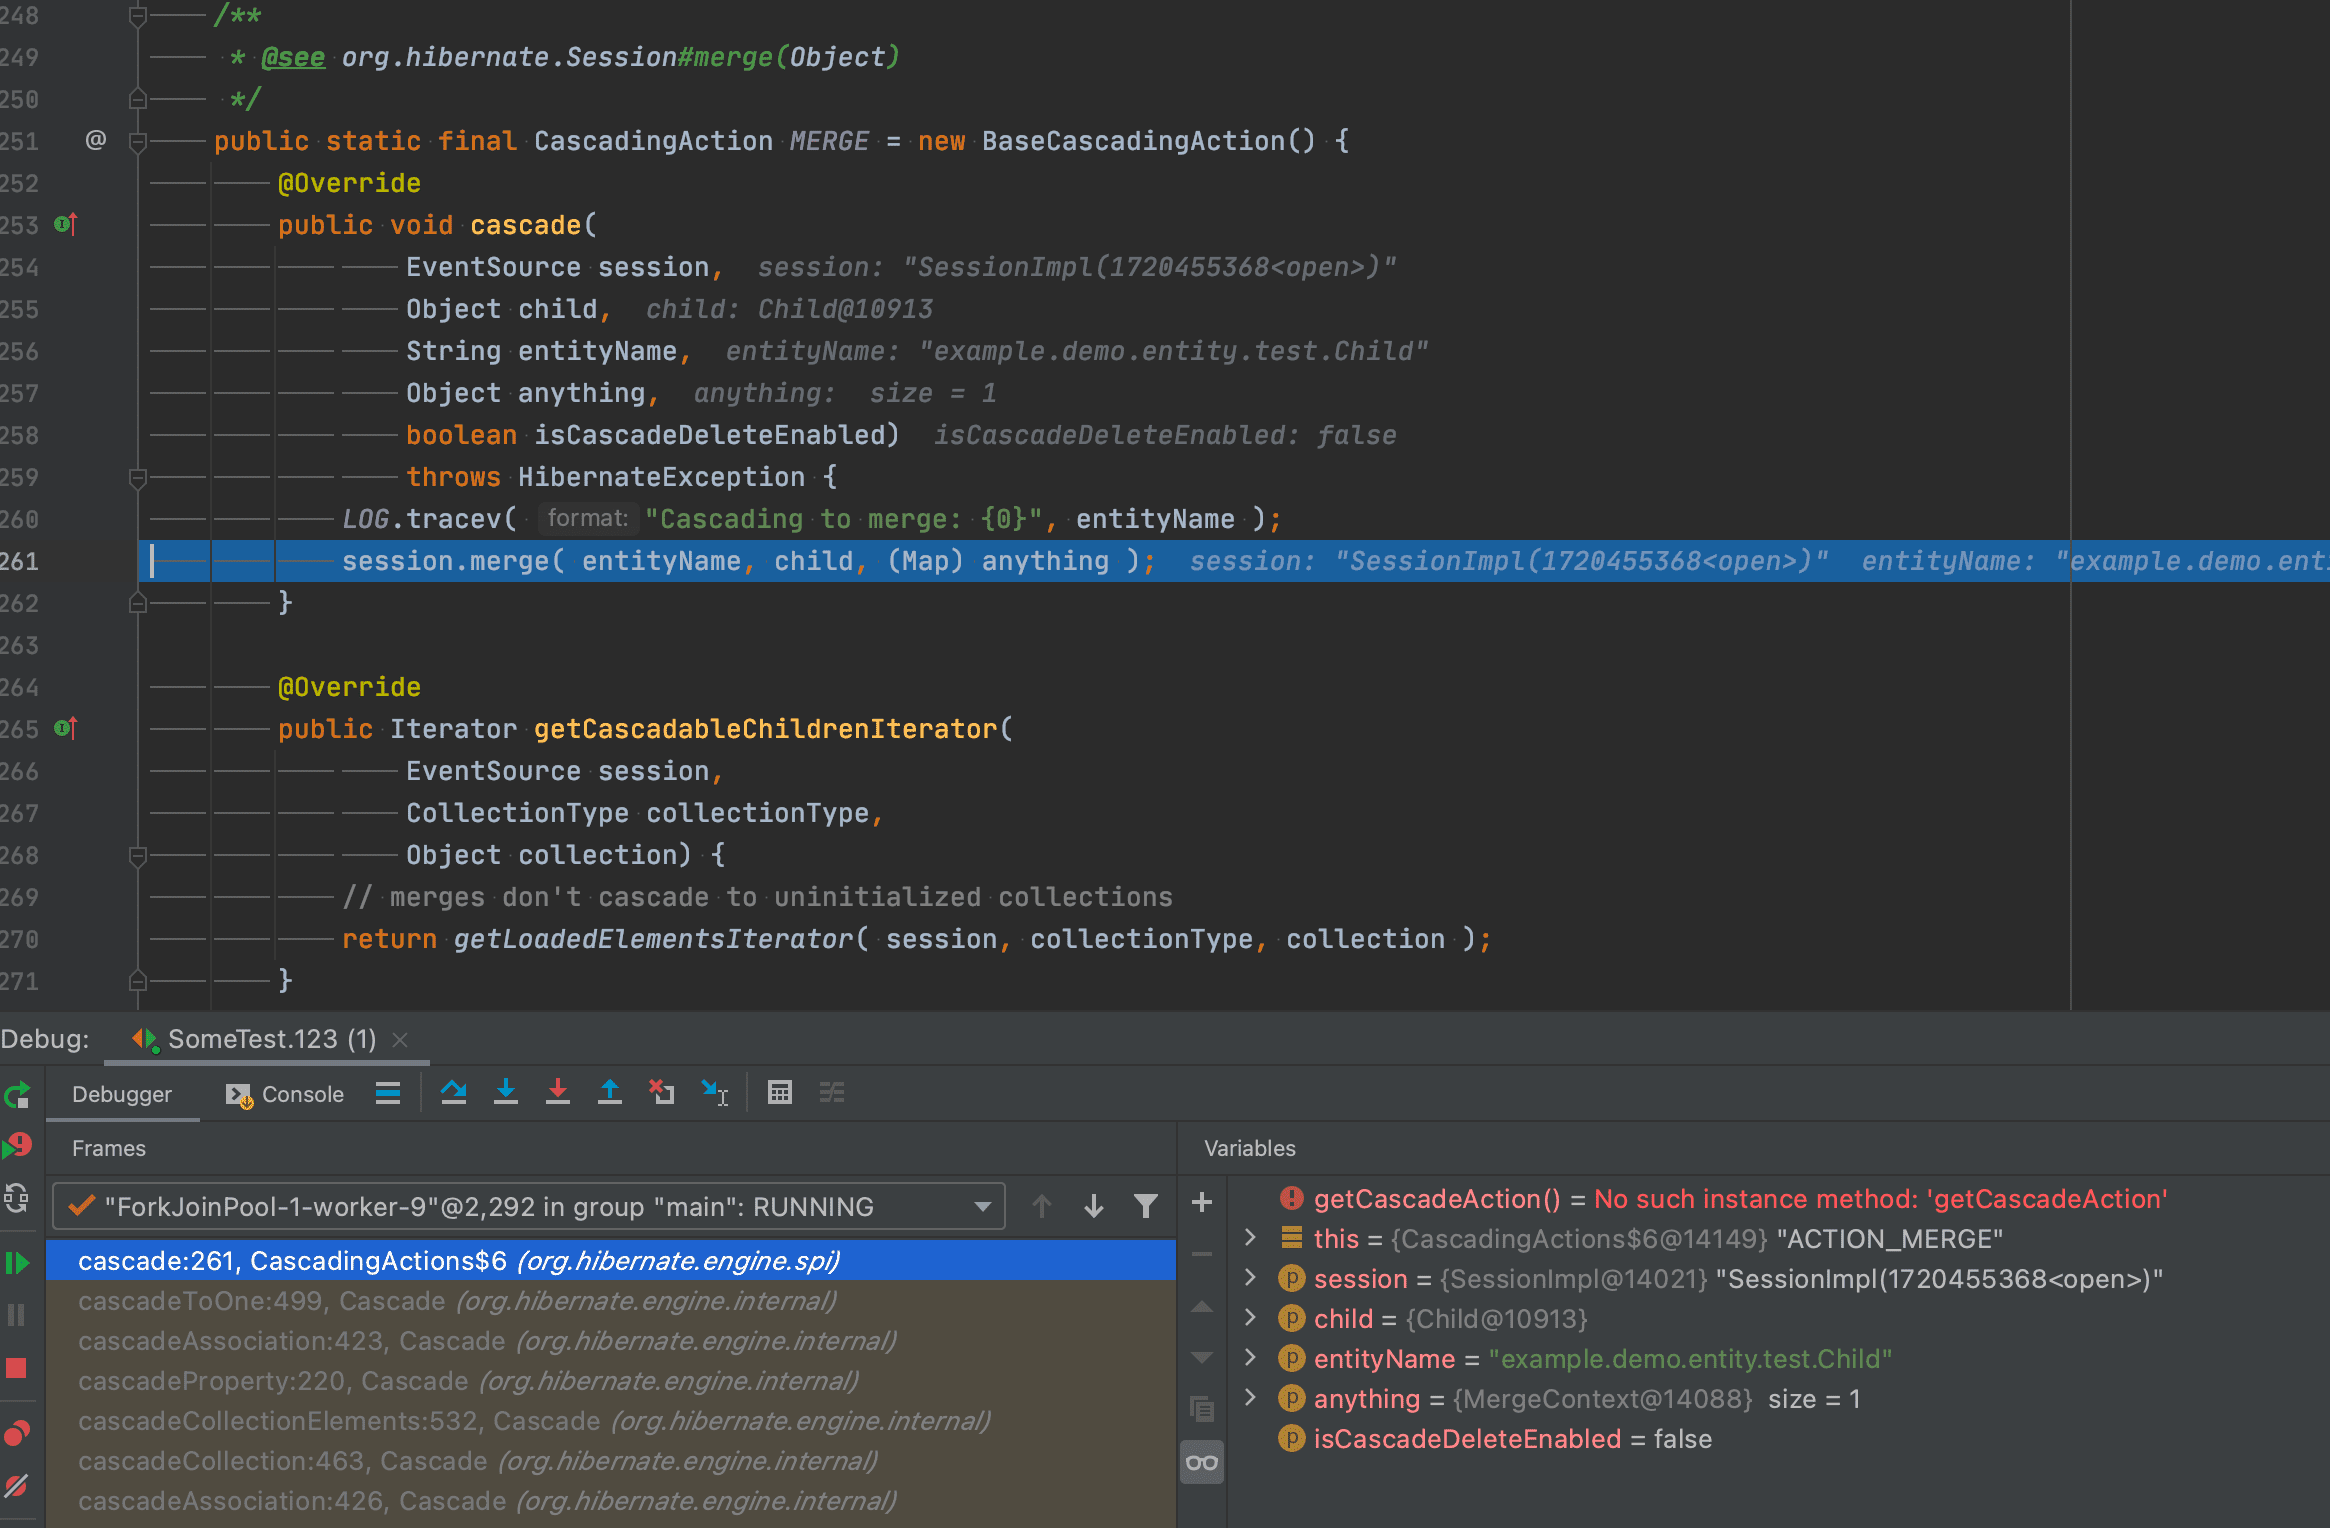 248 /**
249 * @see org.hibernate.Session#merge(Object)
250 */
251 @ public static final CascadingAction MERGE = new BaseCascadingAction() {
252 @Override
253 public void cascade(
254 EventSource session, session: "SessionImpl(1720455368<open>)"
255 Object child, child: Child@10913
256 String entityName, entityName: "example.demo.entity.test.Child"
257 Object anything, anything: size = 1
258 boolean isCascadeDeleteEnabled) isCascadeDeleteEnabled: false
259 throws HibernateException {
260 LOG.tracev( format: "Cascading to merge: {0}", entityName );
261 session.merge( entityName, child, (Map) anything ); session: "SessionImpl(1720455368<open>)" entityName: "example.demo.enti
262 }
263
264 @Override
265 public Iterator getCascadableChildrenIterator(
266 EventSource session,
267 CollectionType collectionType,
268 Object collection) {
269 // merges don't cascade to uninitialized collections
270 return getLoadedElementsIterator( session, collectionType, collection );
271 }
Debug: SomeTest.123 (1)
Debugger Console
Frames
"ForkJoinPool-1-worker-9"@2,292 in group "main": RUNNING
cascade:261, CascadingActions$6 (org.hibernate.engine.spi)
cascadeToOne:499, Cascade (org.hibernate.engine.internal)
cascadeAssociation:423, Cascade (org.hibernate.engine.internal)
cascadeProperty:220, Cascade (org.hibernate.engine.internal)
cascadeCollectionElements:532, Cascade (org.hibernate.engine.internal)
cascadeCollection:463, Cascade (org.hibernate.engine.internal)
cascadeAssociation:426, Cascade (org.hibernate.engine.internal)
Variables
getCascadeAction() = No such instance method: 'getCascadeAction'
this = {CascadingActions$6@14149} "ACTION_MERGE"
session = {SessionImpl@14021} "SessionImpl(1720455368<open>)"
child = {Child@10913}
entityName = "example.demo.entity.test.Child"
anything = {MergeContext@14088} size = 1
isCascadeDeleteEnabled = false